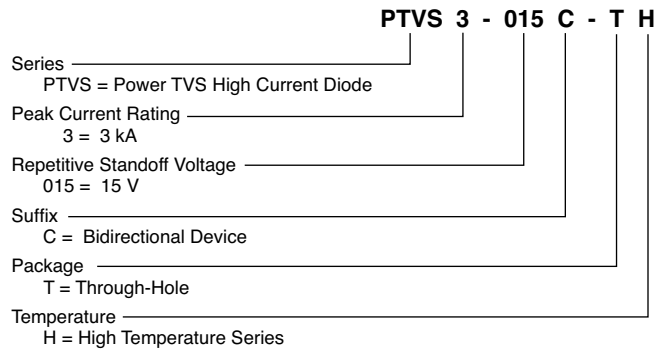 PTVS 3 - 015 C - T H
Series
PTVS = Power TVS High Current Diode
Peak Current Rating
3 = 3 kA
Repetitive Standoff Voltage
015 = 15 V
Suffix
C = Bidirectional Device
Package
T = Through-Hole
Temperature
H = High Temperature Series